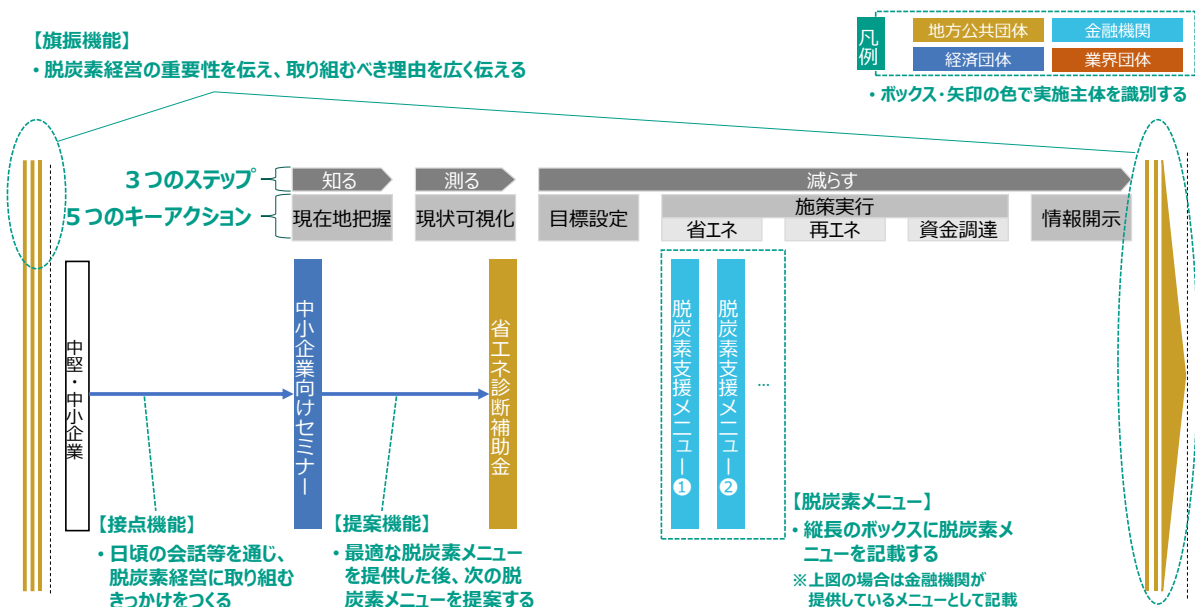 【旗振機能】
・脱炭素経営の重要性を伝え、取り組むべき理由を広く伝える
凡例
地方公共団体
金融機関
経済団体
業界団体
・ボックス・矢印の色で実施主体を識別する
3つのステップ
知る
測る
減らす
5つのキーアクション
現在地把握
現状可視化
目標設定
施策実行
省エネ
再エネ
資金調達
情報開示
中堅・中小企業
中小企業向けセミナー
省エネ診断補助金
脱炭素支援メニュー❶
脱炭素支援メニュー❷
…
【接点機能】
・日頃の会話等を通じ、
脱炭素経営に取り組む
きっかけをつくる
【提案機能】
・最適な脱炭素メニュー
を提供した後、次の脱
炭素メニューを提案する
【脱炭素メニュー】
・縦長のボックスに脱炭素メ
ニューを記載する
※上図の場合は金融機関が
提供しているメニューとして記載